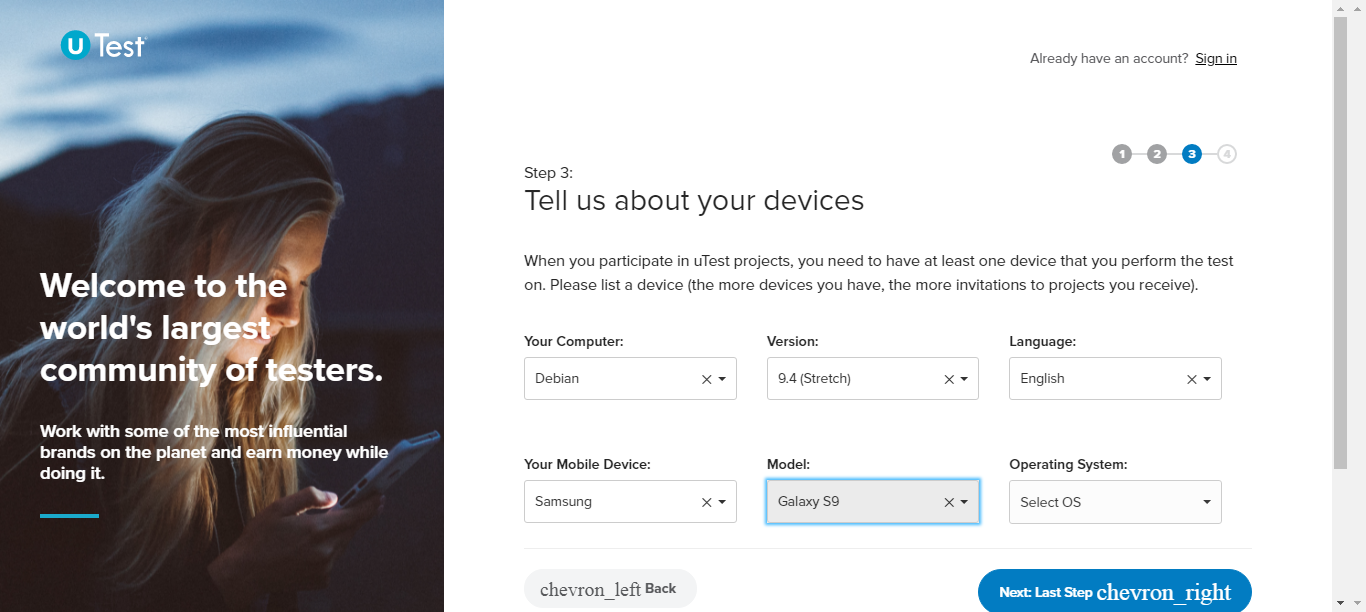 uTest
Already have an account? Sign in
1 2 3 4
Step 3:
Tell us about your devices
When you participate in uTest projects, you need to have at least one device that you perform the test
on. Please list a device (the more devices you have, the more invitations to projects you receive).
Welcome to the
world's largest
community of testers.
Work with some of the most influential
brands on the planet and earn money while
doing it.
Your Computer: Version: Language:
Debian 9.4 (Stretch) English
Your Mobile Device: Model: Operating System:
Samsung Galaxy S9 Select OS
chevron_left Back Next: Last Step chevron_right